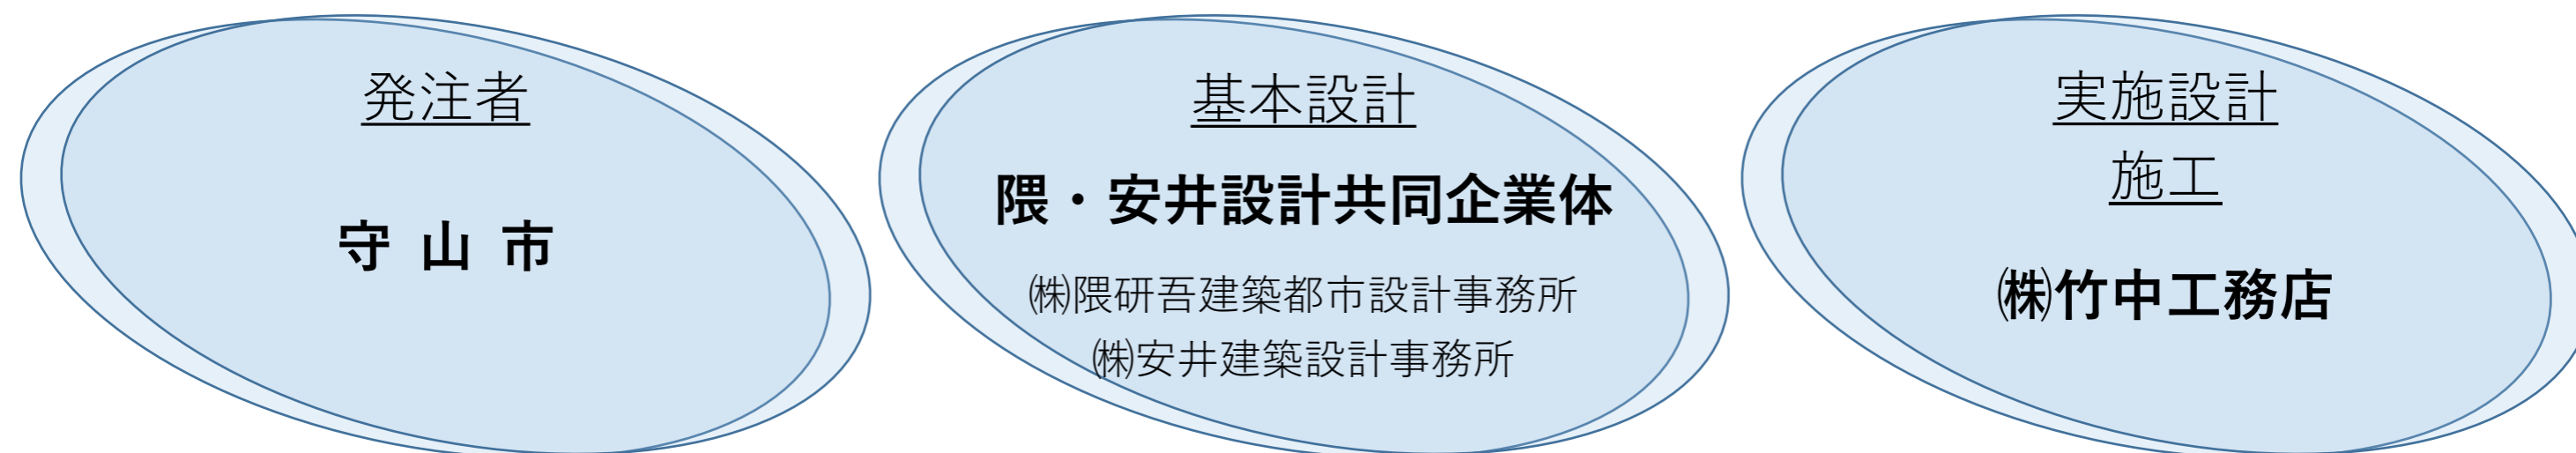 発注者
守 山 市
基本設計
隈・安井設計共同企業体
㈱隈研吾建築都市設計事務所
㈱安井建築設計事務所
実施設計
施工
㈱竹中工務店